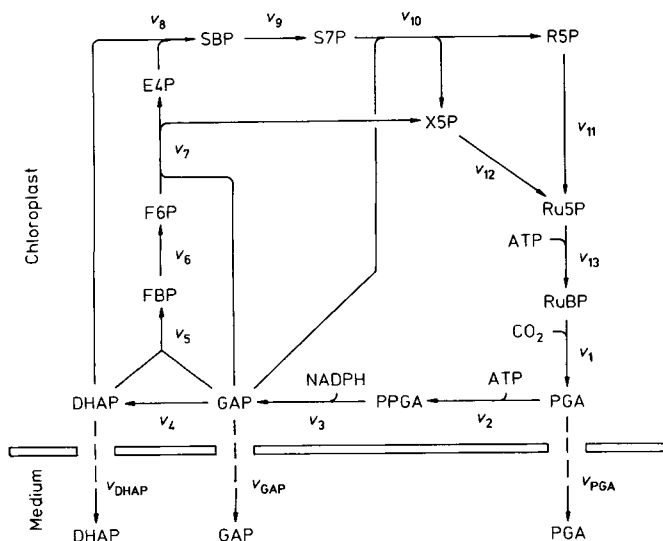 v8 v9 v10
SBP S7P R5P
E4P
X5P
v7 v11
v12
F6P Ru5P
ATP
v6 v13
FBP RuBP
CO2
v5 v1
NADPH ATP
DHAP GAP PPGA PGA
v4 v3 v2
vDHAP vGAP vPGA
DHAP GAP PGA
Chloroplast
Medium